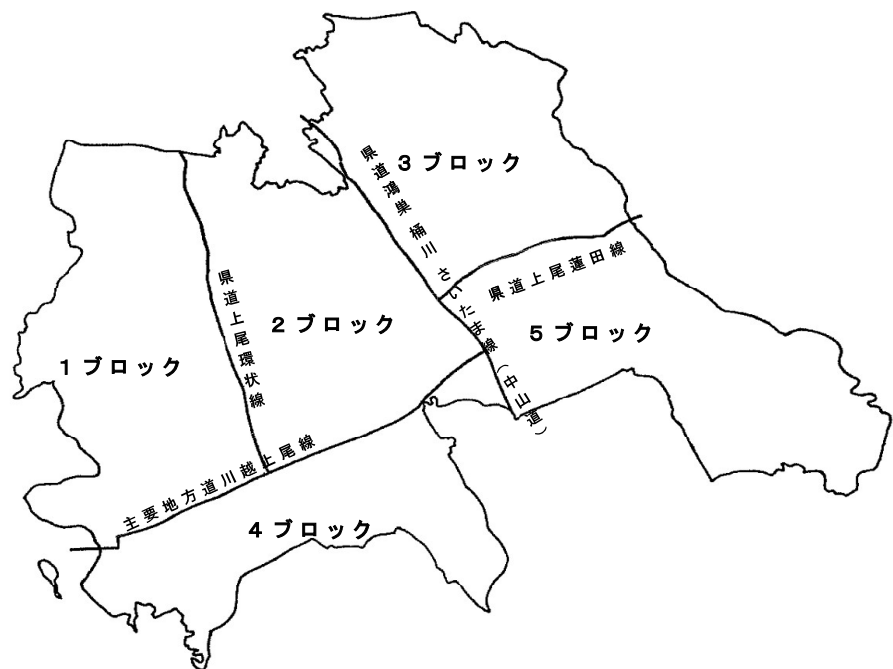 3ブロック
県道鴻巣桶川さいたま線（中山道）
県道上尾蓮田線
県道上尾環状線
2ブロック
5ブロック
1ブロック
主要地方道川越上尾線
4ブロック